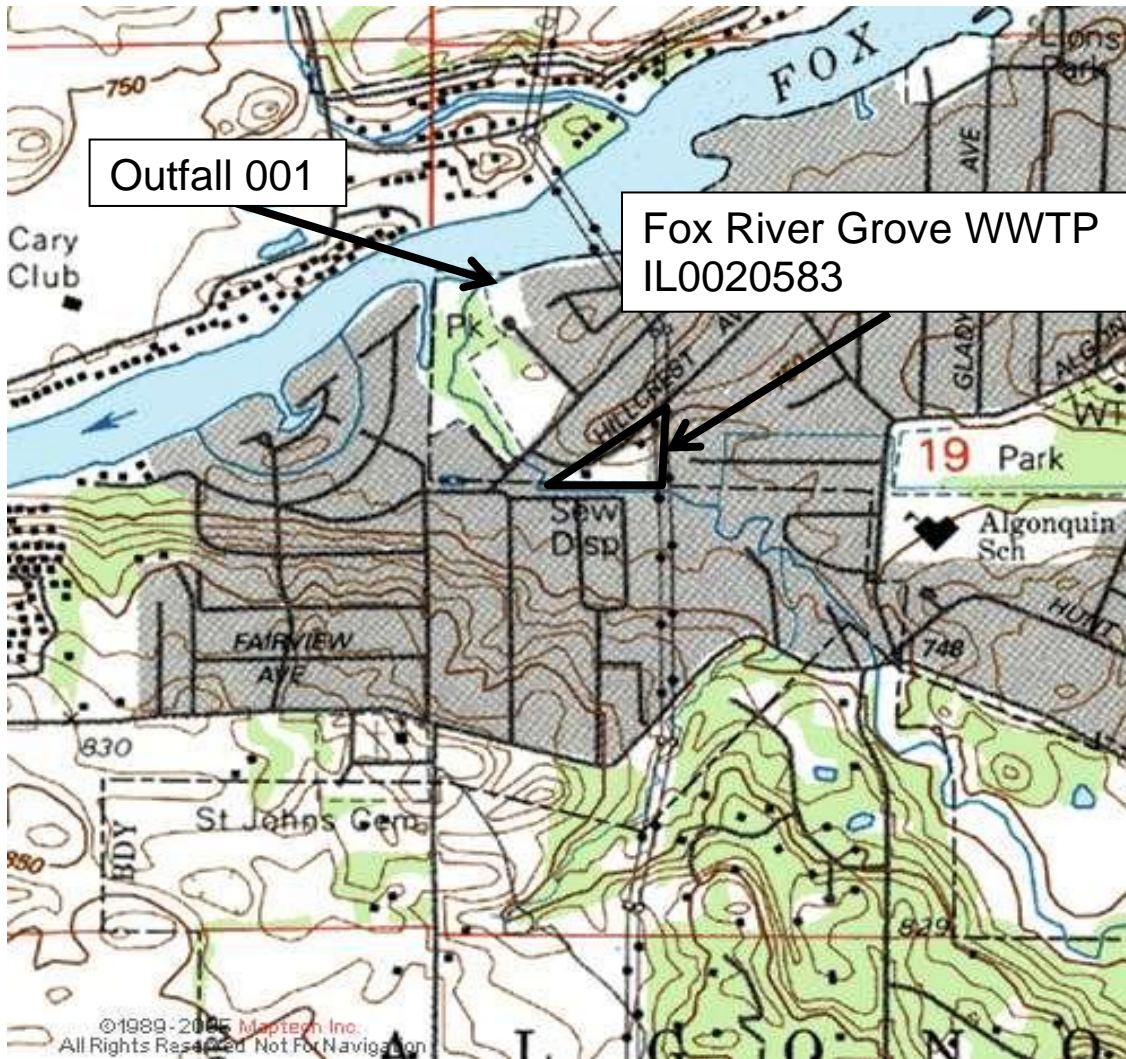 750
FOX
Lions
Park
Outfall 001
Fox River Grove WWTP
IL0020583
Cary
Club
AVE
GLADY
Pk
HILLCREST
19 Park
Sew
Disp
Algonquin
Sch
HUNT
748
FAIRVIEW
AVE
830
St Johns Cem
BDY
850
829
©1989-2005 Maptech Inc.
All Rights Reserved Not For Navigation